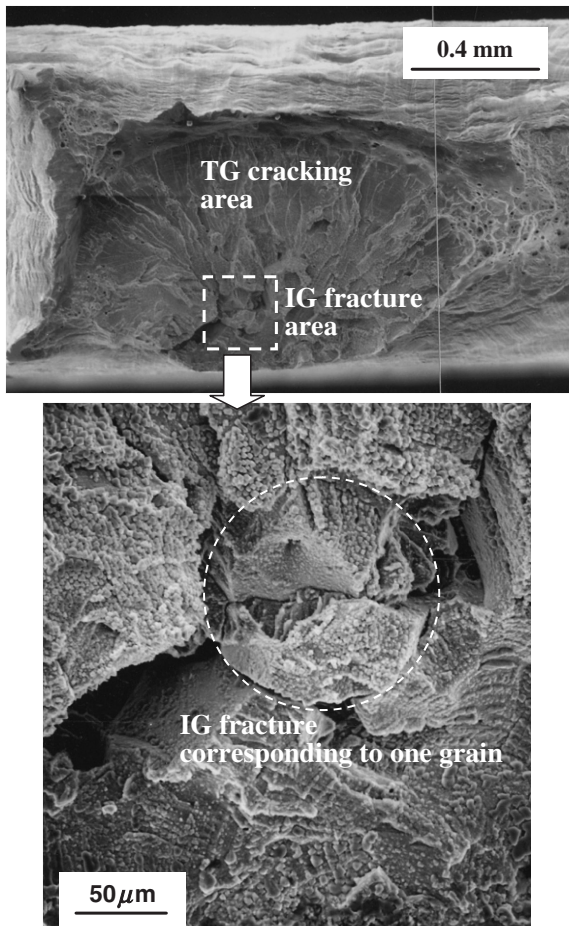 0.4 mm
TG cracking
area
IG fracture
area
IG fracture
corresponding to one grain
50μm